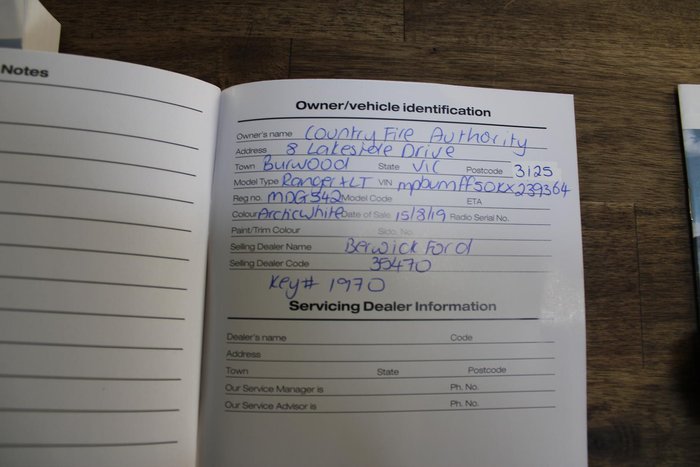 Notes
Owner/vehicle identification
Owner's name Country Fire Authority
Address 8 Lakeside Drive
Town Burwood State Vic Postcode 3125
Model Type Ranger XLT VIN mpbumff50KX239364
Reg no. MDG542 Model Code ETA
Colour Arctic White Date of Sale 15/8/19 Radio Serial No.
Paint/Trim Colour Sido. No.
Selling Dealer Name Berwick Ford
Selling Dealer Code 35470
Key# 1970
Servicing Dealer Information
Dealer's name Code
Address
Town State Postcode
Our Service Manager is Ph. No.
Our Service Advisor is Ph. No.